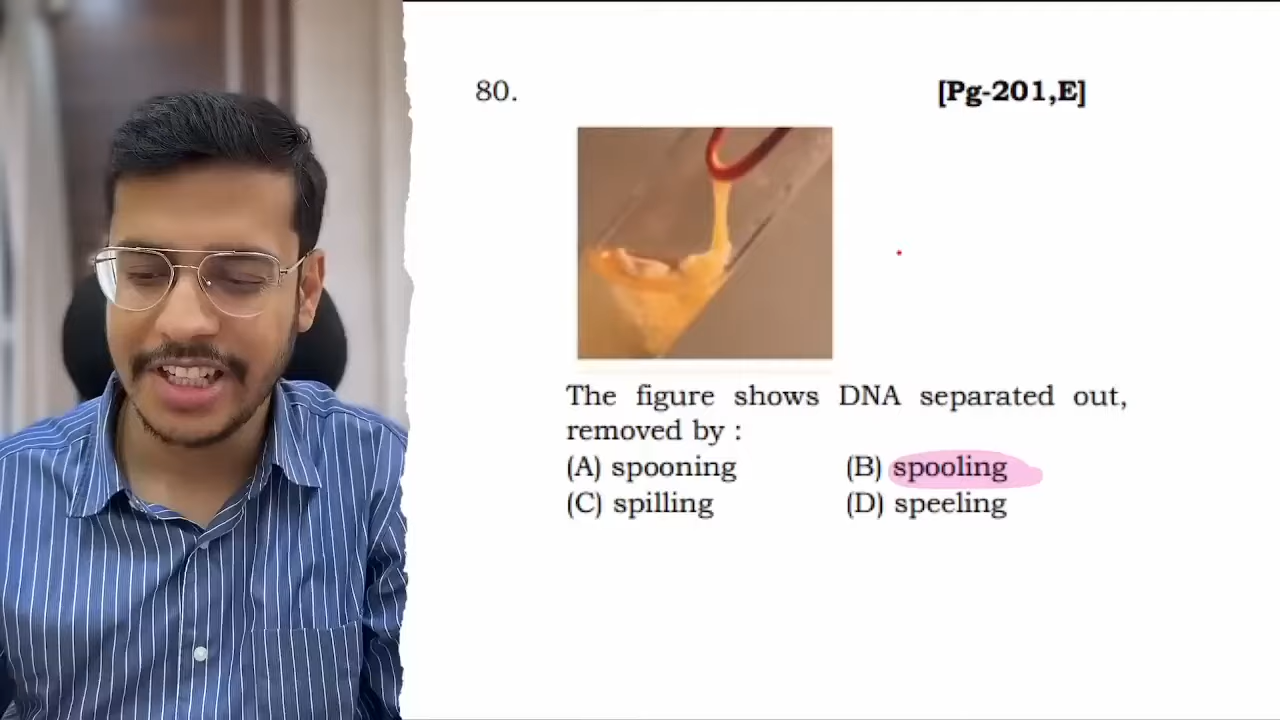 80. [Pg-201,E]
The figure shows DNA separated out,
removed by :
(A) spooning (B) spooling
(C) spilling (D) speeling